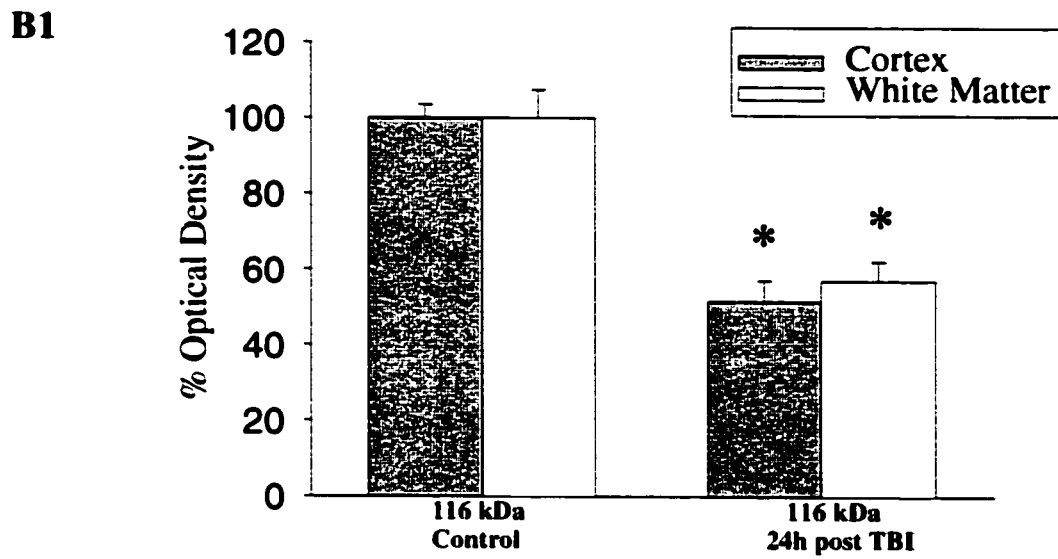 B1
120
100
80
60
40
20
0
% Optical Density
Cortex
White Matter
*
*
116 kDa
Control
116 kDa
24h post TBI